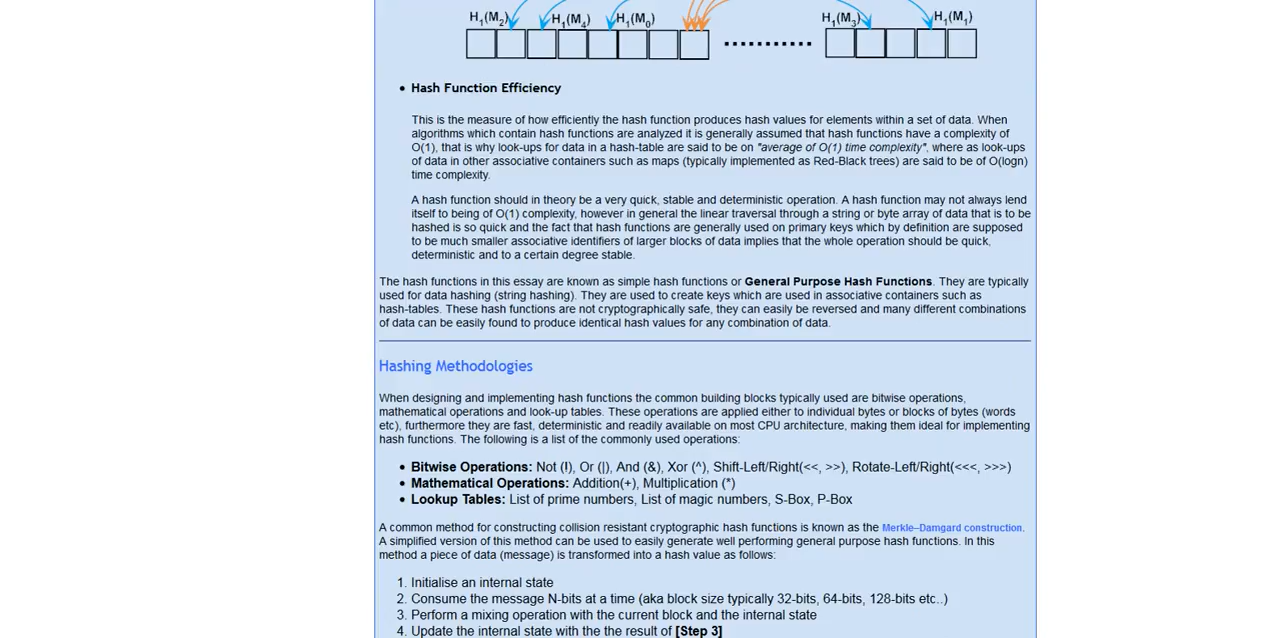 H1(M2) H1(M4) H1(M0) H1(M3) H1(M1)
• Hash Function Efficiency
This is the measure of how efficiently the hash function produces hash values for elements within a set of data. When
algorithms which contain hash functions are analyzed it is generally assumed that hash functions have a complexity of
O(1), that is why look-ups for data in a hash-table are said to be on "average of O(1) time complexity", where as look-ups
of data in other associative containers such as maps (typically implemented as Red-Black trees) are said to be of O(logn)
time complexity.
A hash function should in theory be a very quick, stable and deterministic operation. A hash function may not always lend
itself to being of O(1) complexity, however in general the linear traversal through a string or byte array of data that is to be
hashed is so quick and the fact that hash functions are generally used on primary keys which by definition are supposed
to be much smaller associative identifiers of larger blocks of data implies that the whole operation should be quick,
deterministic and to a certain degree stable.
The hash functions in this essay are known as simple hash functions or General Purpose Hash Functions. They are typically
used for data hashing (string hashing). They are used to create keys which are used in associative containers such as
hash-tables. These hash functions are not cryptographically safe, they can easily be reversed and many different combinations
of data can be easily found to produce identical hash values for any combination of data.
Hashing Methodologies
When designing and implementing hash functions the common building blocks typically used are bitwise operations,
mathematical operations and look-up tables. These operations are applied either to individual bytes or blocks of bytes (words
etc), furthermore they are fast, deterministic and readily available on most CPU architecture, making them ideal for implementing
hash functions. The following is a list of the commonly used operations:
• Bitwise Operations: Not (!), Or (|), And (&), Xor (^), Shift-Left/Right(<<, >>), Rotate-Left/Right(<<<, >>>)
• Mathematical Operations: Addition(+), Multiplication (*)
• Lookup Tables: List of prime numbers, List of magic numbers, S-Box, P-Box
A common method for constructing collision resistant cryptographic hash functions is known as the Merkle–Damgard construction.
A simplified version of this method can be used to easily generate well performing general purpose hash functions. In this
method a piece of data (message) is transformed into a hash value as follows:
1. Initialise an internal state
2. Consume the message N-bits at a time (aka block size typically 32-bits, 64-bits, 128-bits etc..)
3. Perform a mixing operation with the current block and the internal state
4. Update the internal state with the the result of [Step 3]